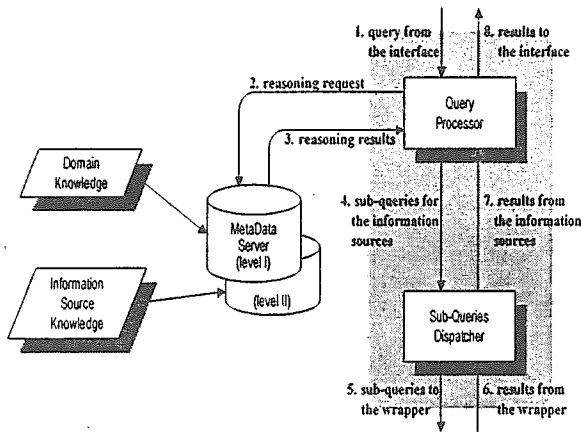 1. query from
the interface
8. results to
the interface
2. reasoning request
Query
Processor
3. reasoning results
Domain
Knowledge
4. sub-queries for
the information
sources
7. results from
the information
sources
MetaData
Server
(level I)
Information
Source
Knowledge
(level II)
Sub-Queries
Dispatcher
5. sub-queries to
the wrapper
6. results from
the wrapper